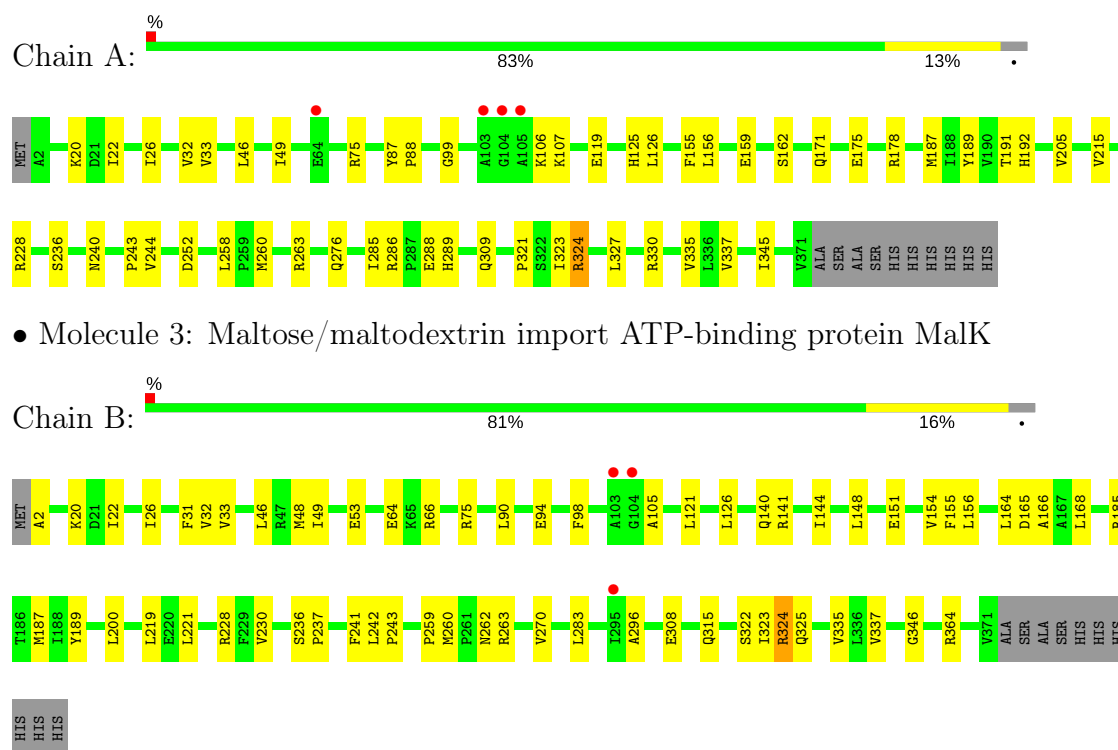 %
Chain A:
83% 13% •
MET A2 K20 D21 I22 I26 V32 V33 L46 I49 E64 R75 Y87 P88 G99 A103 G104 A105 K106 K107 E119 H125 L126 F155 L156 E159 S162 Q171 E175 R178 M187 I188 Y189 V190 T191 H192 V205 V215
R228 S236 N240 P243 V244 D252 L258 P259 M260 R263 Q276 I285 R286 P287 E288 H289 Q309 P321 S322 I323 R324 L327 R330 V335 L336 V337 I345 V371 ALA SER ALA SER HIS HIS HIS HIS HIS HIS
• Molecule 3: Maltose/maltodextrin import ATP-binding protein MalK
%
Chain B:
81% 16% •
MET A2 K20 D21 I22 I26 F31 V32 V33 L46 R47 M48 I49 E53 E64 K65 R66 R75 L90 E94 F98 A103 G104 A105 L121 L126 Q140 R141 I144 L148 E151 V154 F155 L156 L164 D165 A166 A167 L168 R185
T186 M187 I188 Y189 L200 L219 E220 L221 R228 F229 V230 S236 P237 F241 L242 P243 P259 M260 P261 N262 R263 V270 L283 I295 A296 E308 Q315 S322 I323 R324 Q325 V335 L336 V337 G346 R364 V371 ALA SER ALA SER HIS HIS HIS
HIS HIS HIS